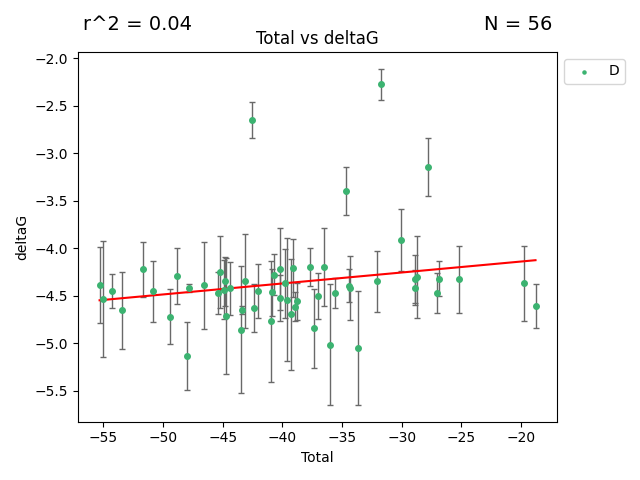 r^2 = 0.04
N = 56
Total vs deltaG
D
−2.0
−2.5
−3.0
−3.5
−4.0
−4.5
−5.0
−5.5
deltaG
−55 −50 −45 −40 −35 −30 −25 −20
Total